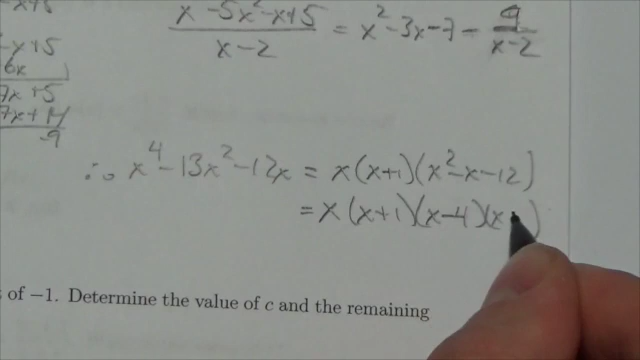 x - 5x² - x + 5 / x - 2 = x² - 3x - 7 - 9 / x - 2
- x + 5
6x
7x + 5
7x + 14
-9
∴ x⁴ - 13x² - 12x = x(x+1)(x² - x - 12)
= x(x+1)(x-4)(x )
of −1. Determine the value of c and the remaining